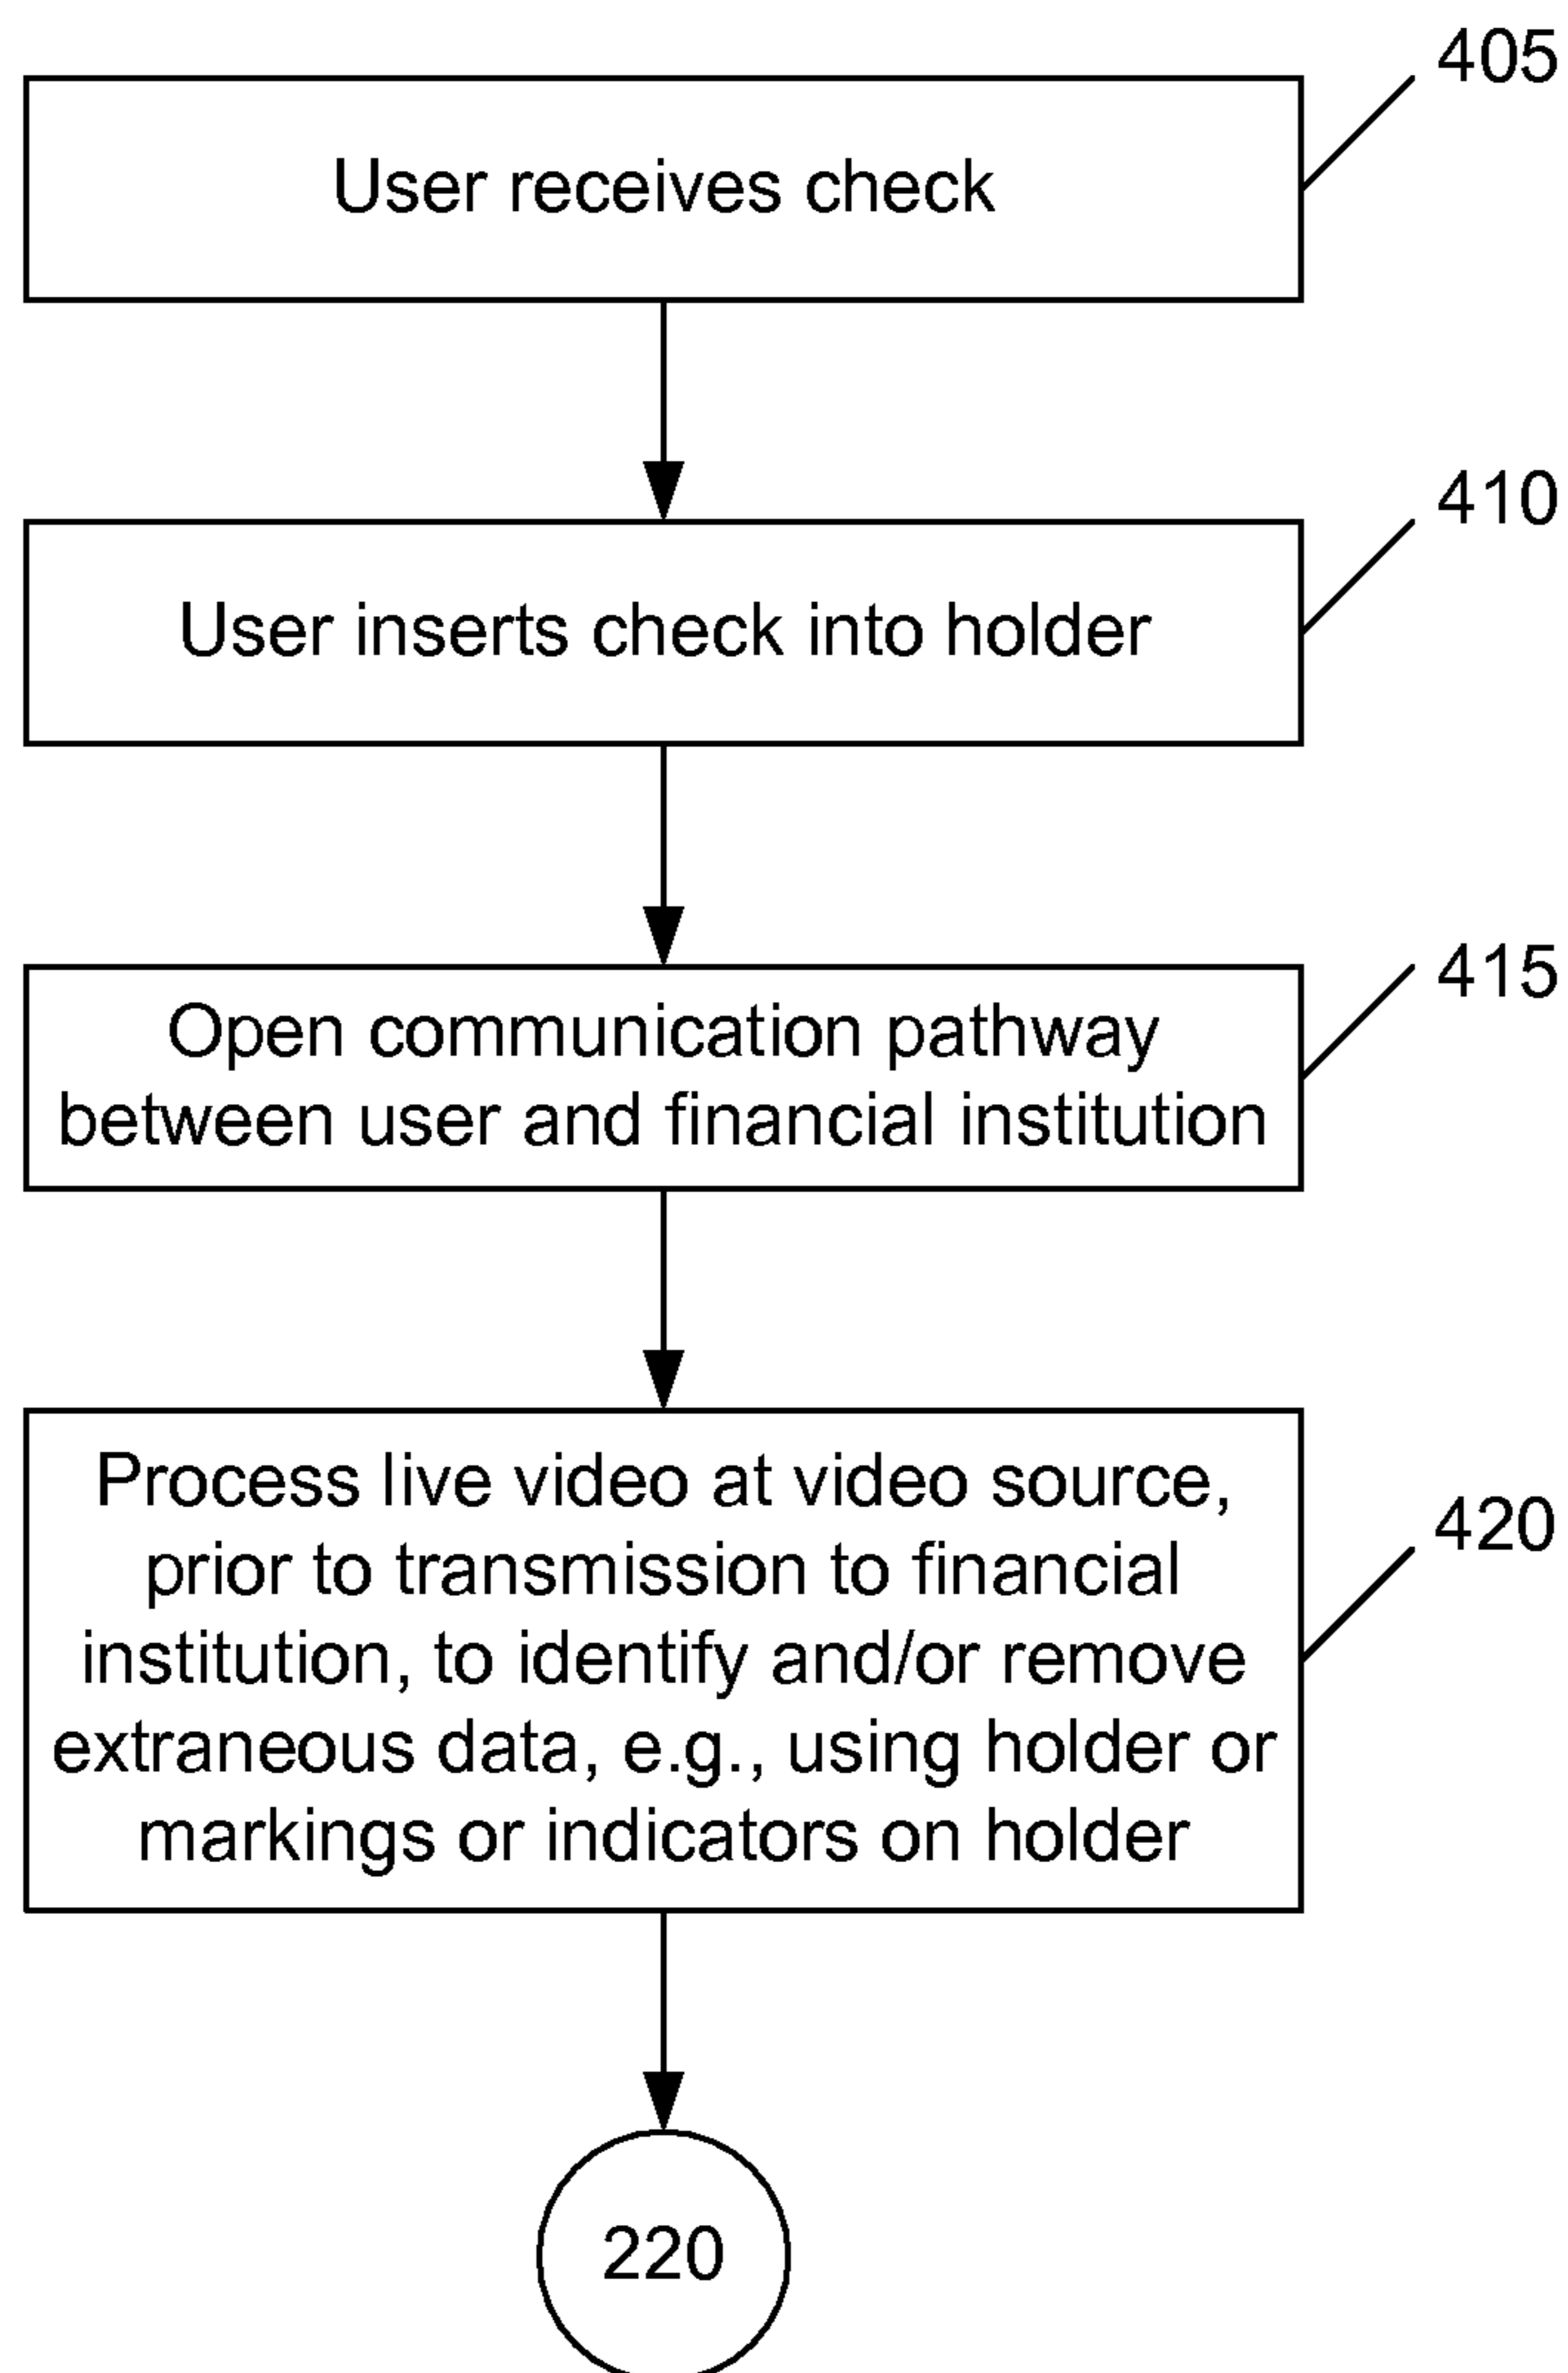 405
User receives check
410
User inserts check into holder
415
Open communication pathway
between user and financial institution
420
Process live video at video source,
prior to transmission to financial
institution, to identify and/or remove
extraneous data, e.g., using holder or
markings or indicators on holder
220